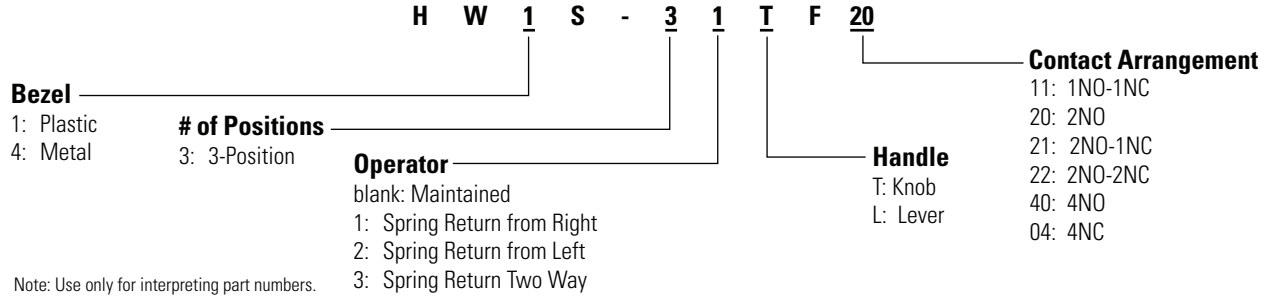 H W 1 S - 3 1 T F 20
Bezel
1: Plastic
4: Metal
# of Positions
3: 3-Position
Operator
blank: Maintained
1: Spring Return from Right
2: Spring Return from Left
3: Spring Return Two Way
Handle
T: Knob
L: Lever
Contact Arrangement
11: 1NO-1NC
20: 2NO
21: 2NO-1NC
22: 2NO-2NC
40: 4NO
04: 4NC
Note: Use only for interpreting part numbers.